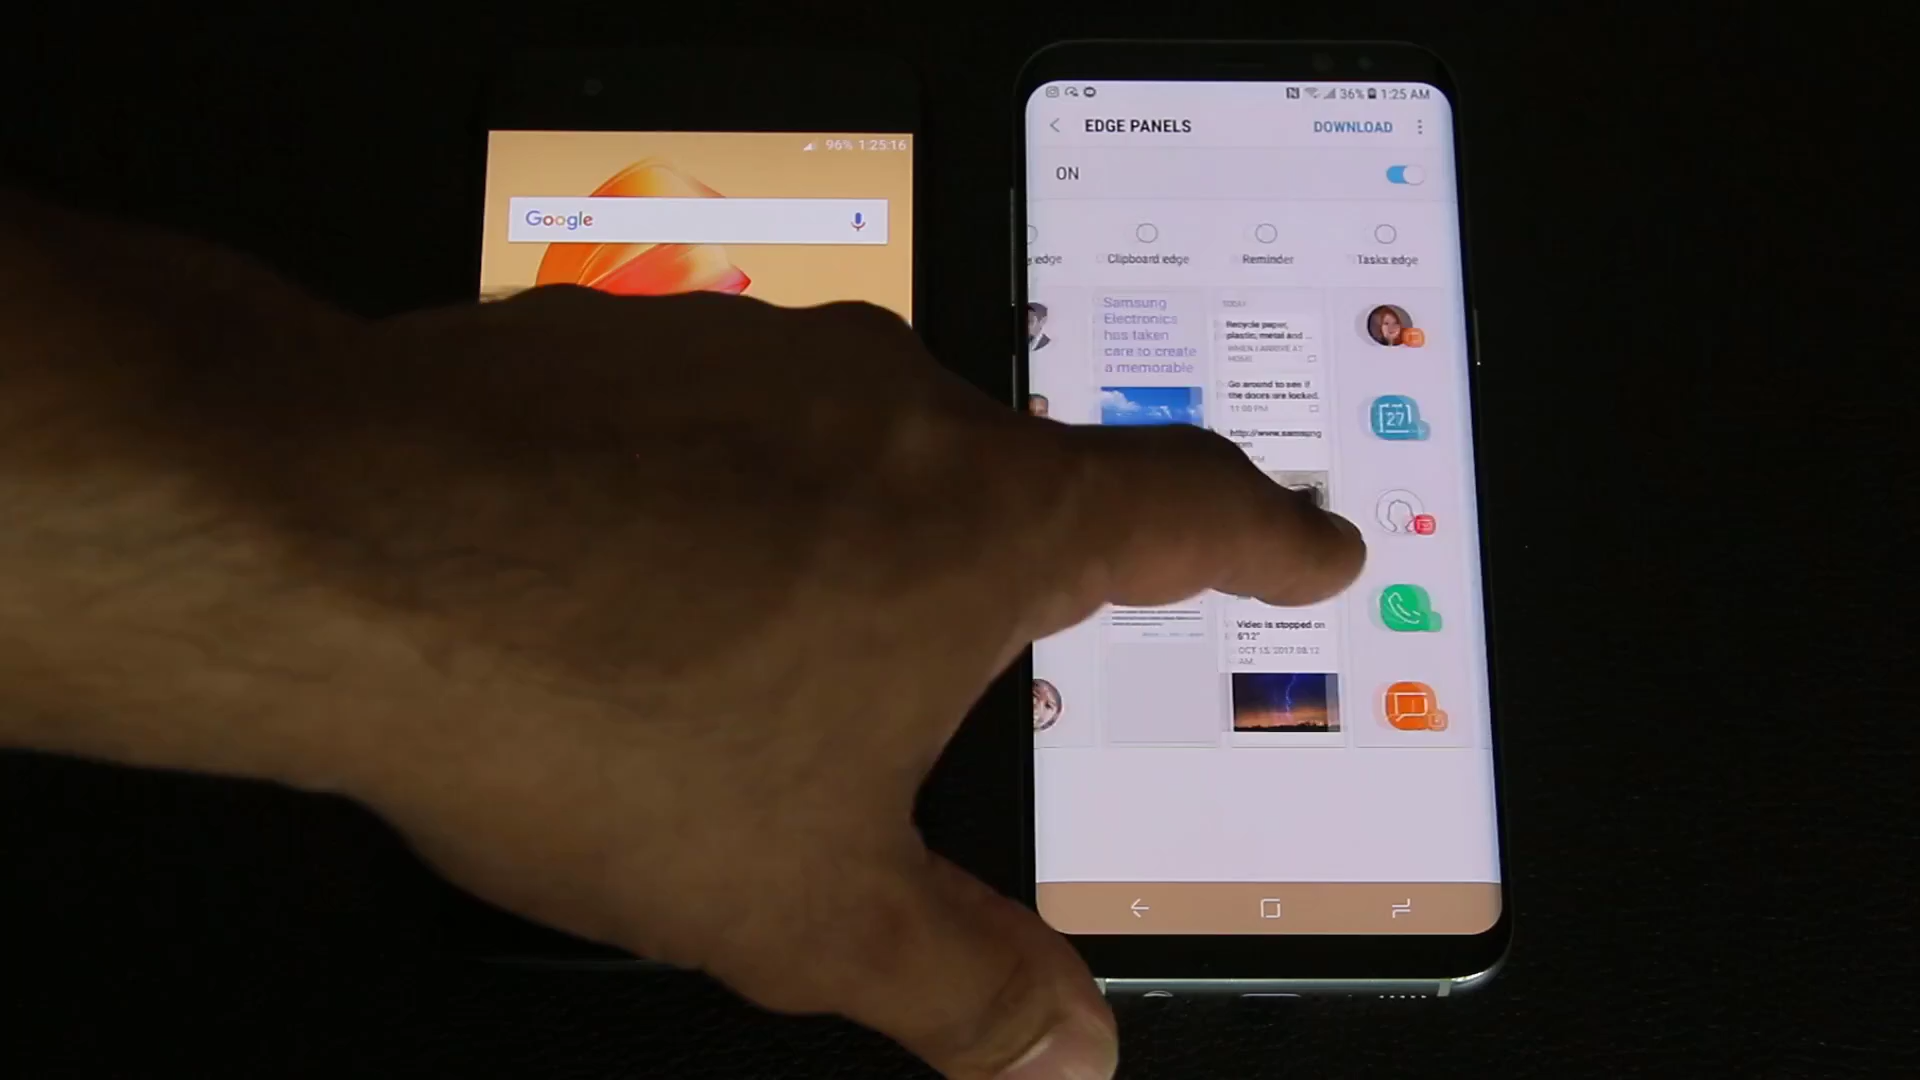 96% 1:25:16
Google
36% 1:25 AM
EDGE PANELS
DOWNLOAD
ON
edge
Clipboard edge
Reminder
Tasks edge
Samsung
Electronics
has taken
care to create
a memorable
TODAY
Recycle paper,
plastic, metal and ...
WHEN I ARRIVE AT
HOME
Go around to see if
the doors are locked.
11:00 PM
http://www.samsung
PM
27
Video is stopped on
6'12"
OCT 15, 2017 08:12
AM